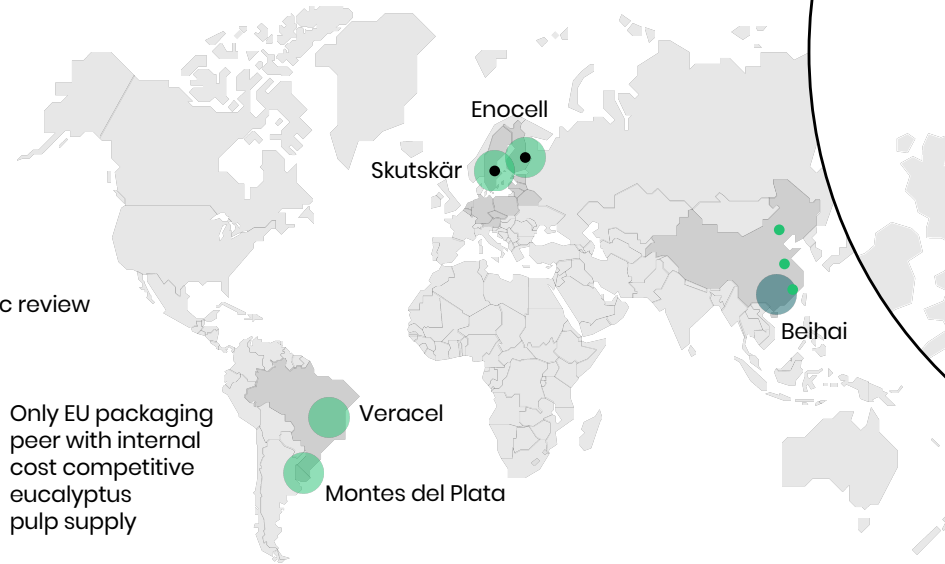 Enocell
Skutskär
c review
Beihai
Only EU packaging
peer with internal
cost competitive
eucalyptus
pulp supply
Veracel
Montes del Plata